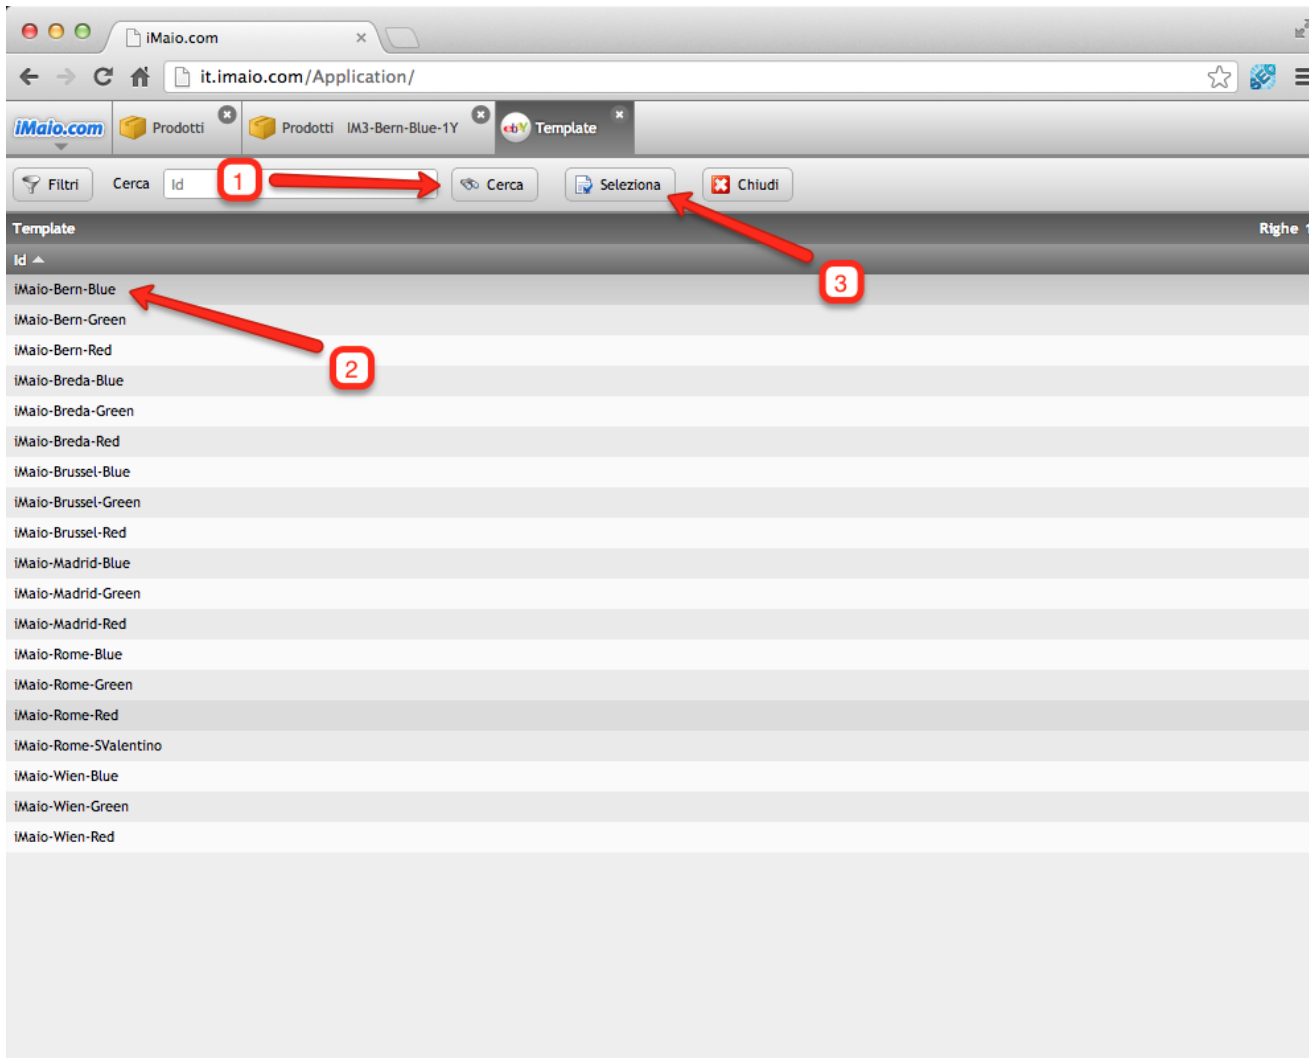 iMaio.com
it.imaio.com/Application/
iMaio.com Prodotti Prodotti IM3-Bern-Blue-1Y ebY Template
Filtri Cerca Id 1 Cerca Seleziona Chiudi
Template Righe
Id
3
iMaio-Bern-Blue
iMaio-Bern-Green
iMaio-Bern-Red
2
iMaio-Breda-Blue
iMaio-Breda-Green
iMaio-Breda-Red
iMaio-Brussel-Blue
iMaio-Brussel-Green
iMaio-Brussel-Red
iMaio-Madrid-Blue
iMaio-Madrid-Green
iMaio-Madrid-Red
iMaio-Rome-Blue
iMaio-Rome-Green
iMaio-Rome-Red
iMaio-Rome-SValentino
iMaio-Wien-Blue
iMaio-Wien-Green
iMaio-Wien-Red